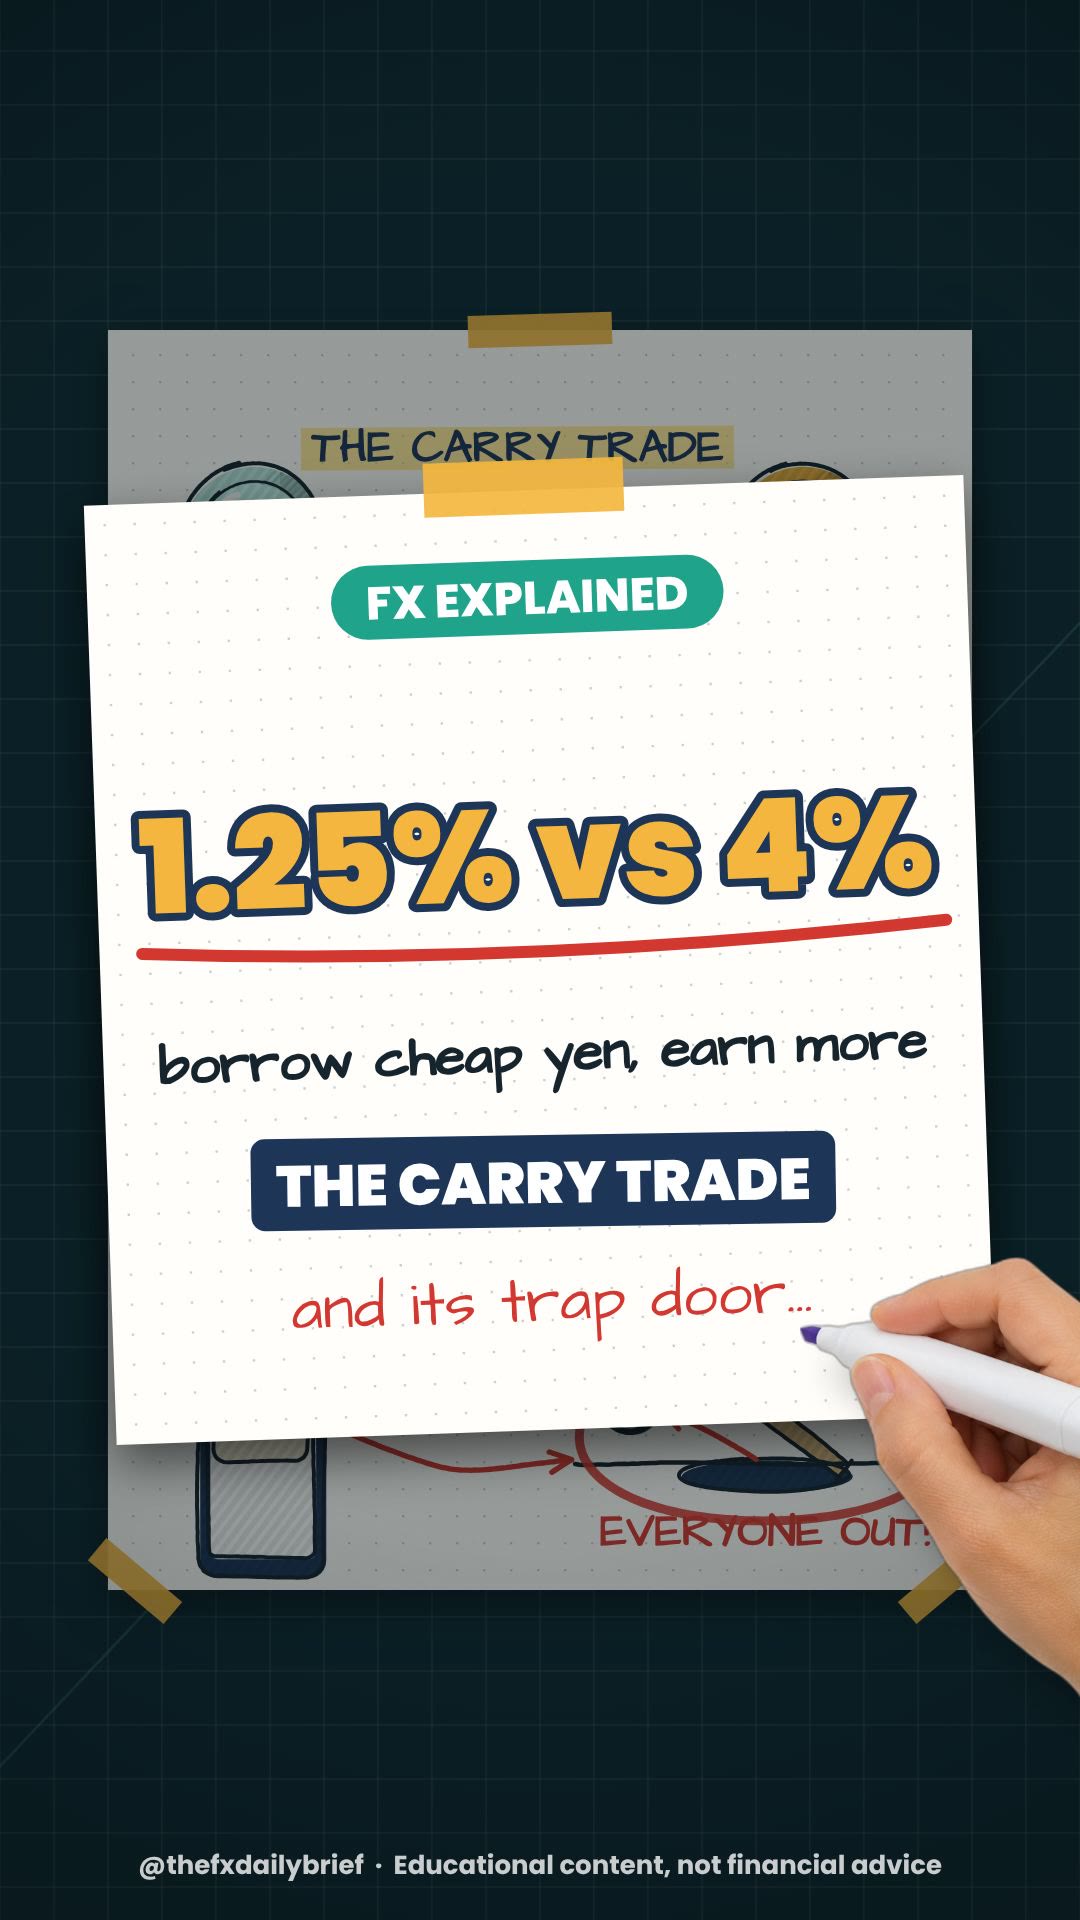 THE CARRY TRADE
FX EXPLAINED
1.25% vs 4%
borrow cheap yen, earn more
THE CARRY TRADE
and its trap door...
EVERYONE OUT!
@thefxdailybrief · Educational content, not financial advice